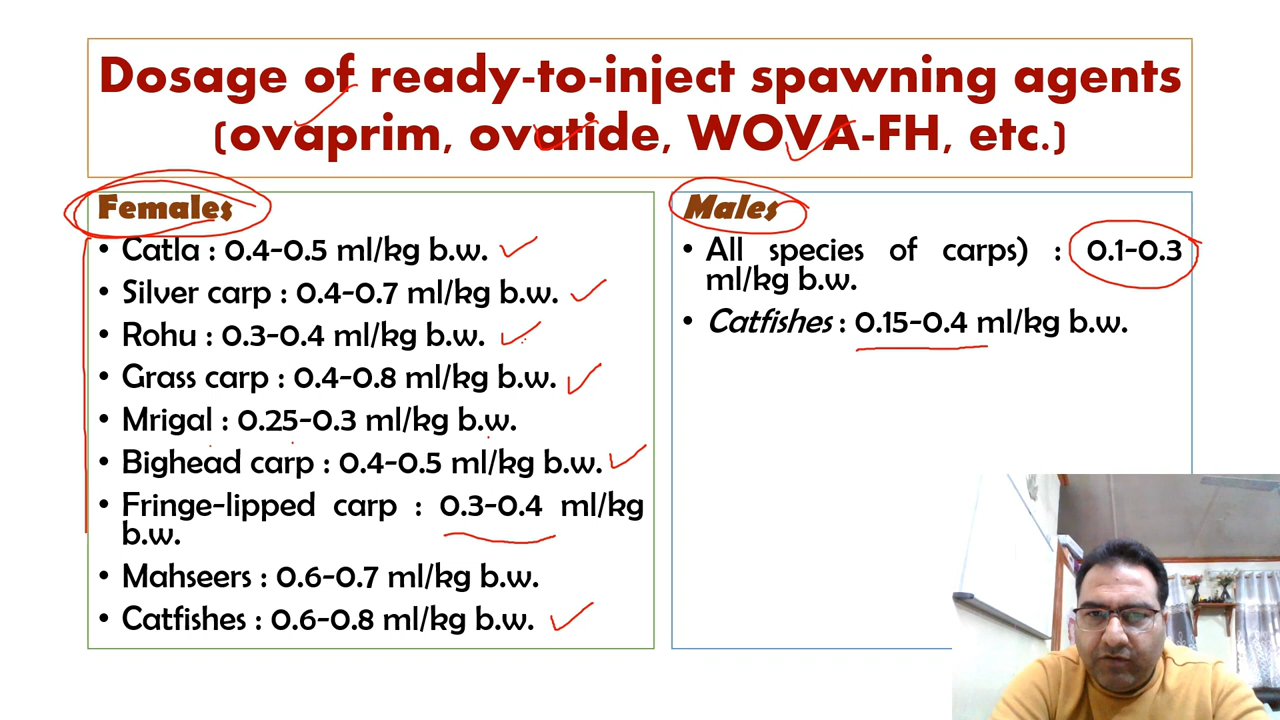 Dosage of ready-to-inject spawning agents
(ovaprim, ovatide, WOVA-FH, etc.)
Females
• Catla : 0.4-0.5 ml/kg b.w.
• Silver carp : 0.4-0.7 ml/kg b.w.
• Rohu : 0.3-0.4 ml/kg b.w.
• Grass carp : 0.4-0.8 ml/kg b.w.
• Mrigal : 0.25-0.3 ml/kg b.w.
• Bighead carp : 0.4-0.5 ml/kg b.w.
• Fringe-lipped carp : 0.3-0.4 ml/kg
b.w.
• Mahseers : 0.6-0.7 ml/kg b.w.
• Catfishes : 0.6-0.8 ml/kg b.w.
Males
• All species of carps) : 0.1-0.3
ml/kg b.w.
• Catfishes : 0.15-0.4 ml/kg b.w.